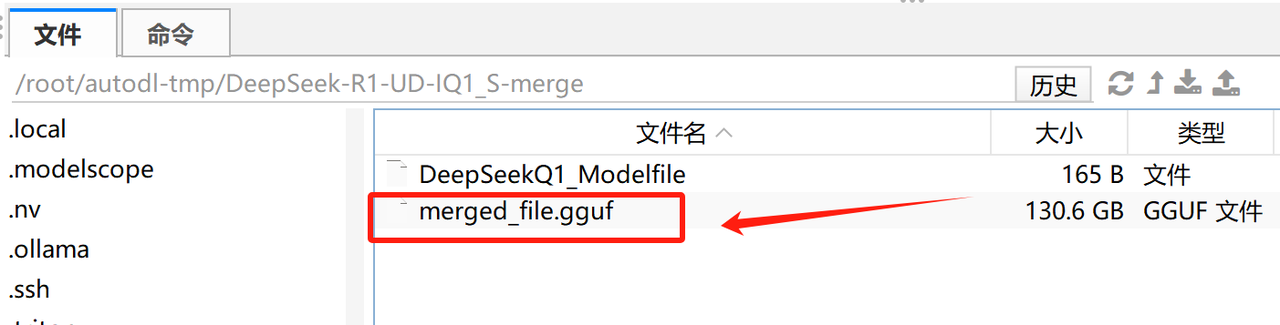 文件 命令
/root/autodl-tmp/DeepSeek-R1-UD-IQ1_S-merge 历史
.local
.modelscope
.nv
.ollama
.ssh
文件名 大小 类型
DeepSeekQ1_Modelfile 165 B 文件
merged_file.gguf 130.6 GB GGUF 文件